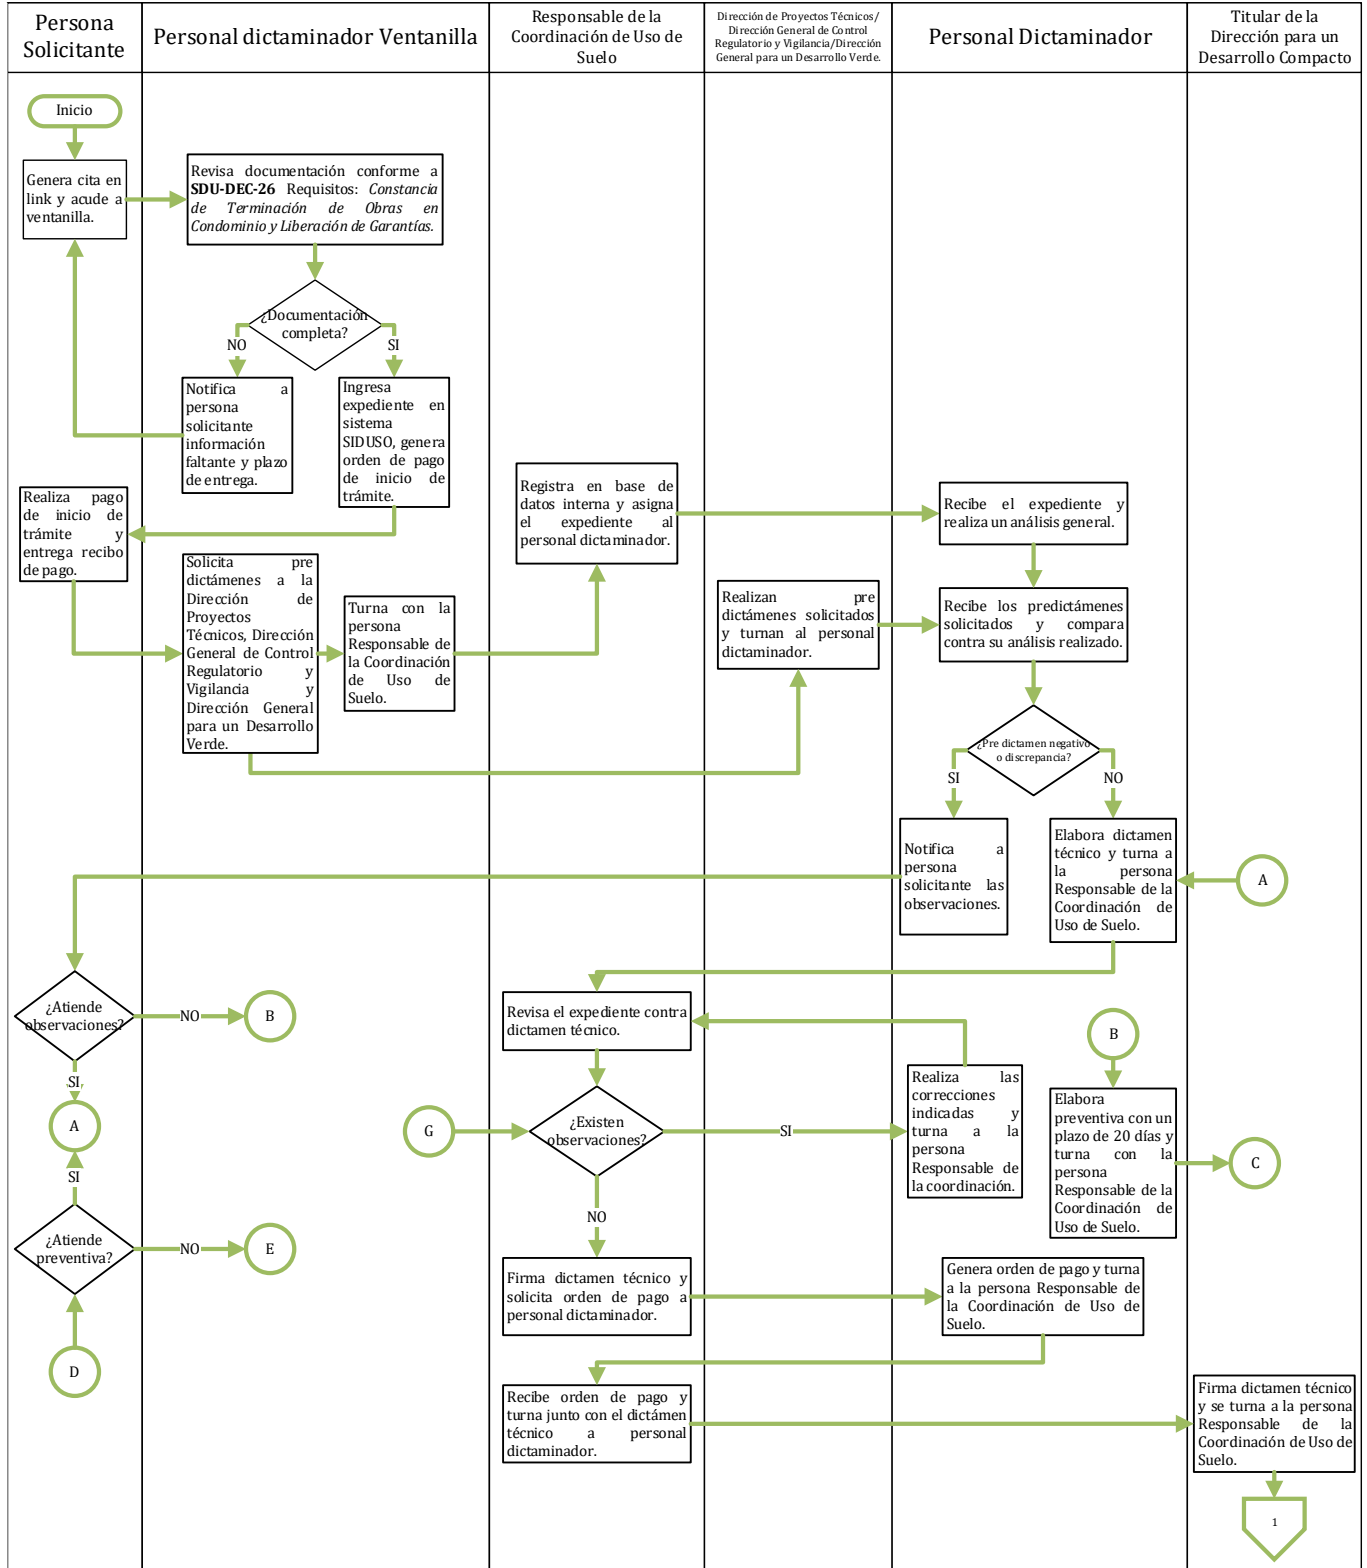 Persona
Solicitante
Personal dictaminador Ventanilla
Responsable de la
Coordinación de Uso de
Suelo
Dirección de Proyectos Técnicos/
Dirección General de Control
Regulatorio y Vigilancia/Dirección
General para un Desarrollo Verde.
Personal Dictaminador
Titular de la
Dirección para un
Desarrollo Compacto
Inicio
Genera cita en
link y acude a
ventanilla.
Revisa documentación conforme a
SDU-DEC-26 Requisitos: Constancia
de Terminación de Obras en
Condominio y Liberación de Garantías.
¿Documentación
completa?
NO
SI
Notifica a
persona
solicitante
información
faltante y plazo
de entrega.
Ingresa
expediente en
sistema
SIDUSO, genera
orden de pago
de inicio de
trámite.
Realiza pago
de inicio de
trámite y
entrega recibo
de pago.
Solicita pre
dictámenes a la
Dirección de
Proyectos
Técnicos, Dirección
General de Control
Regulatorio y
Vigilancia y
Dirección General
para un Desarrollo
Verde.
Turna con la
persona
Responsable de
la Coordinación
de Uso de
Suelo.
Registra en base de
datos interna y asigna
el expediente al
personal dictaminador.
Realizan pre
dictámenes solicitados
y turnan al personal
dictaminador.
Recibe el expediente y
realiza un análisis general.
Recibe los predictámenes
solicitados y compara
contra su análisis realizado.
¿Pre dictamen negativo
o discrepancia?
SI
NO
Notifica a
persona
solicitante las
observaciones.
Elabora dictamen
técnico y turna a
la persona
Responsable de la
Coordinación de
Uso de Suelo.
A
¿Atiende
observaciones?
NO
B
SI
A
SI
¿Atiende
preventiva?
NO
E
D
Revisa el expediente contra
dictamen técnico.
G
¿Existen
observaciones?
SI
NO
Realiza las
correcciones
indicadas y
turna a la
persona
Responsable de
la coordinación.
B
Elabora
preventiva con un
plazo de 20 días y
turna con la
persona
Responsable de la
Coordinación de
Uso de Suelo.
C
Firma dictamen técnico y
solicita orden de pago a
personal dictaminador.
Genera orden de pago y turna
a la persona Responsable de
la Coordinación de Uso de
Suelo.
Recibe orden de pago y
turna junto con el dictámen
técnico a personal
dictaminador.
Firma dictamen técnico
y se turna a la persona
Responsable de la
Coordinación de Uso de
Suelo.
1